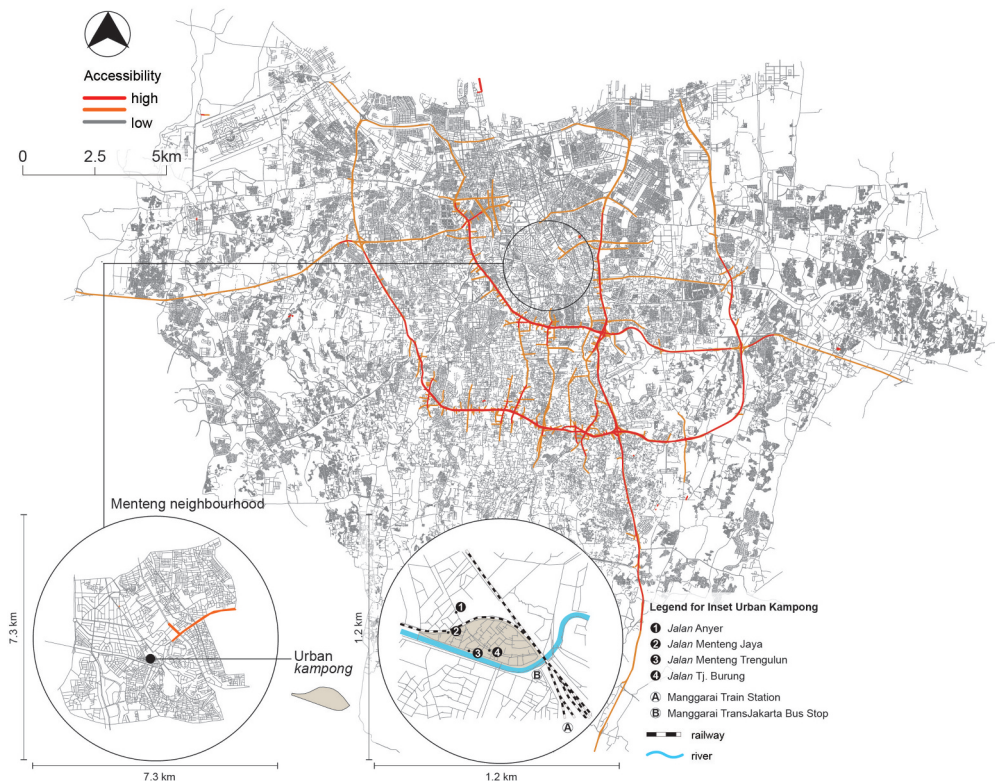 Accessibility
high
low
0 2.5 5km
Menteng neighbourhood
7.3 km
7.3 km
Urban
kampong
1.2 km
1.2 km
1
2
3
4
B
A
Legend for Inset Urban Kampong
1 Jalan Anyer
2 Jalan Menteng Jaya
3 Jalan Menteng Trengulun
4 Jalan Tj. Burung
A Manggarai Train Station
B Manggarai TransJakarta Bus Stop
railway
river